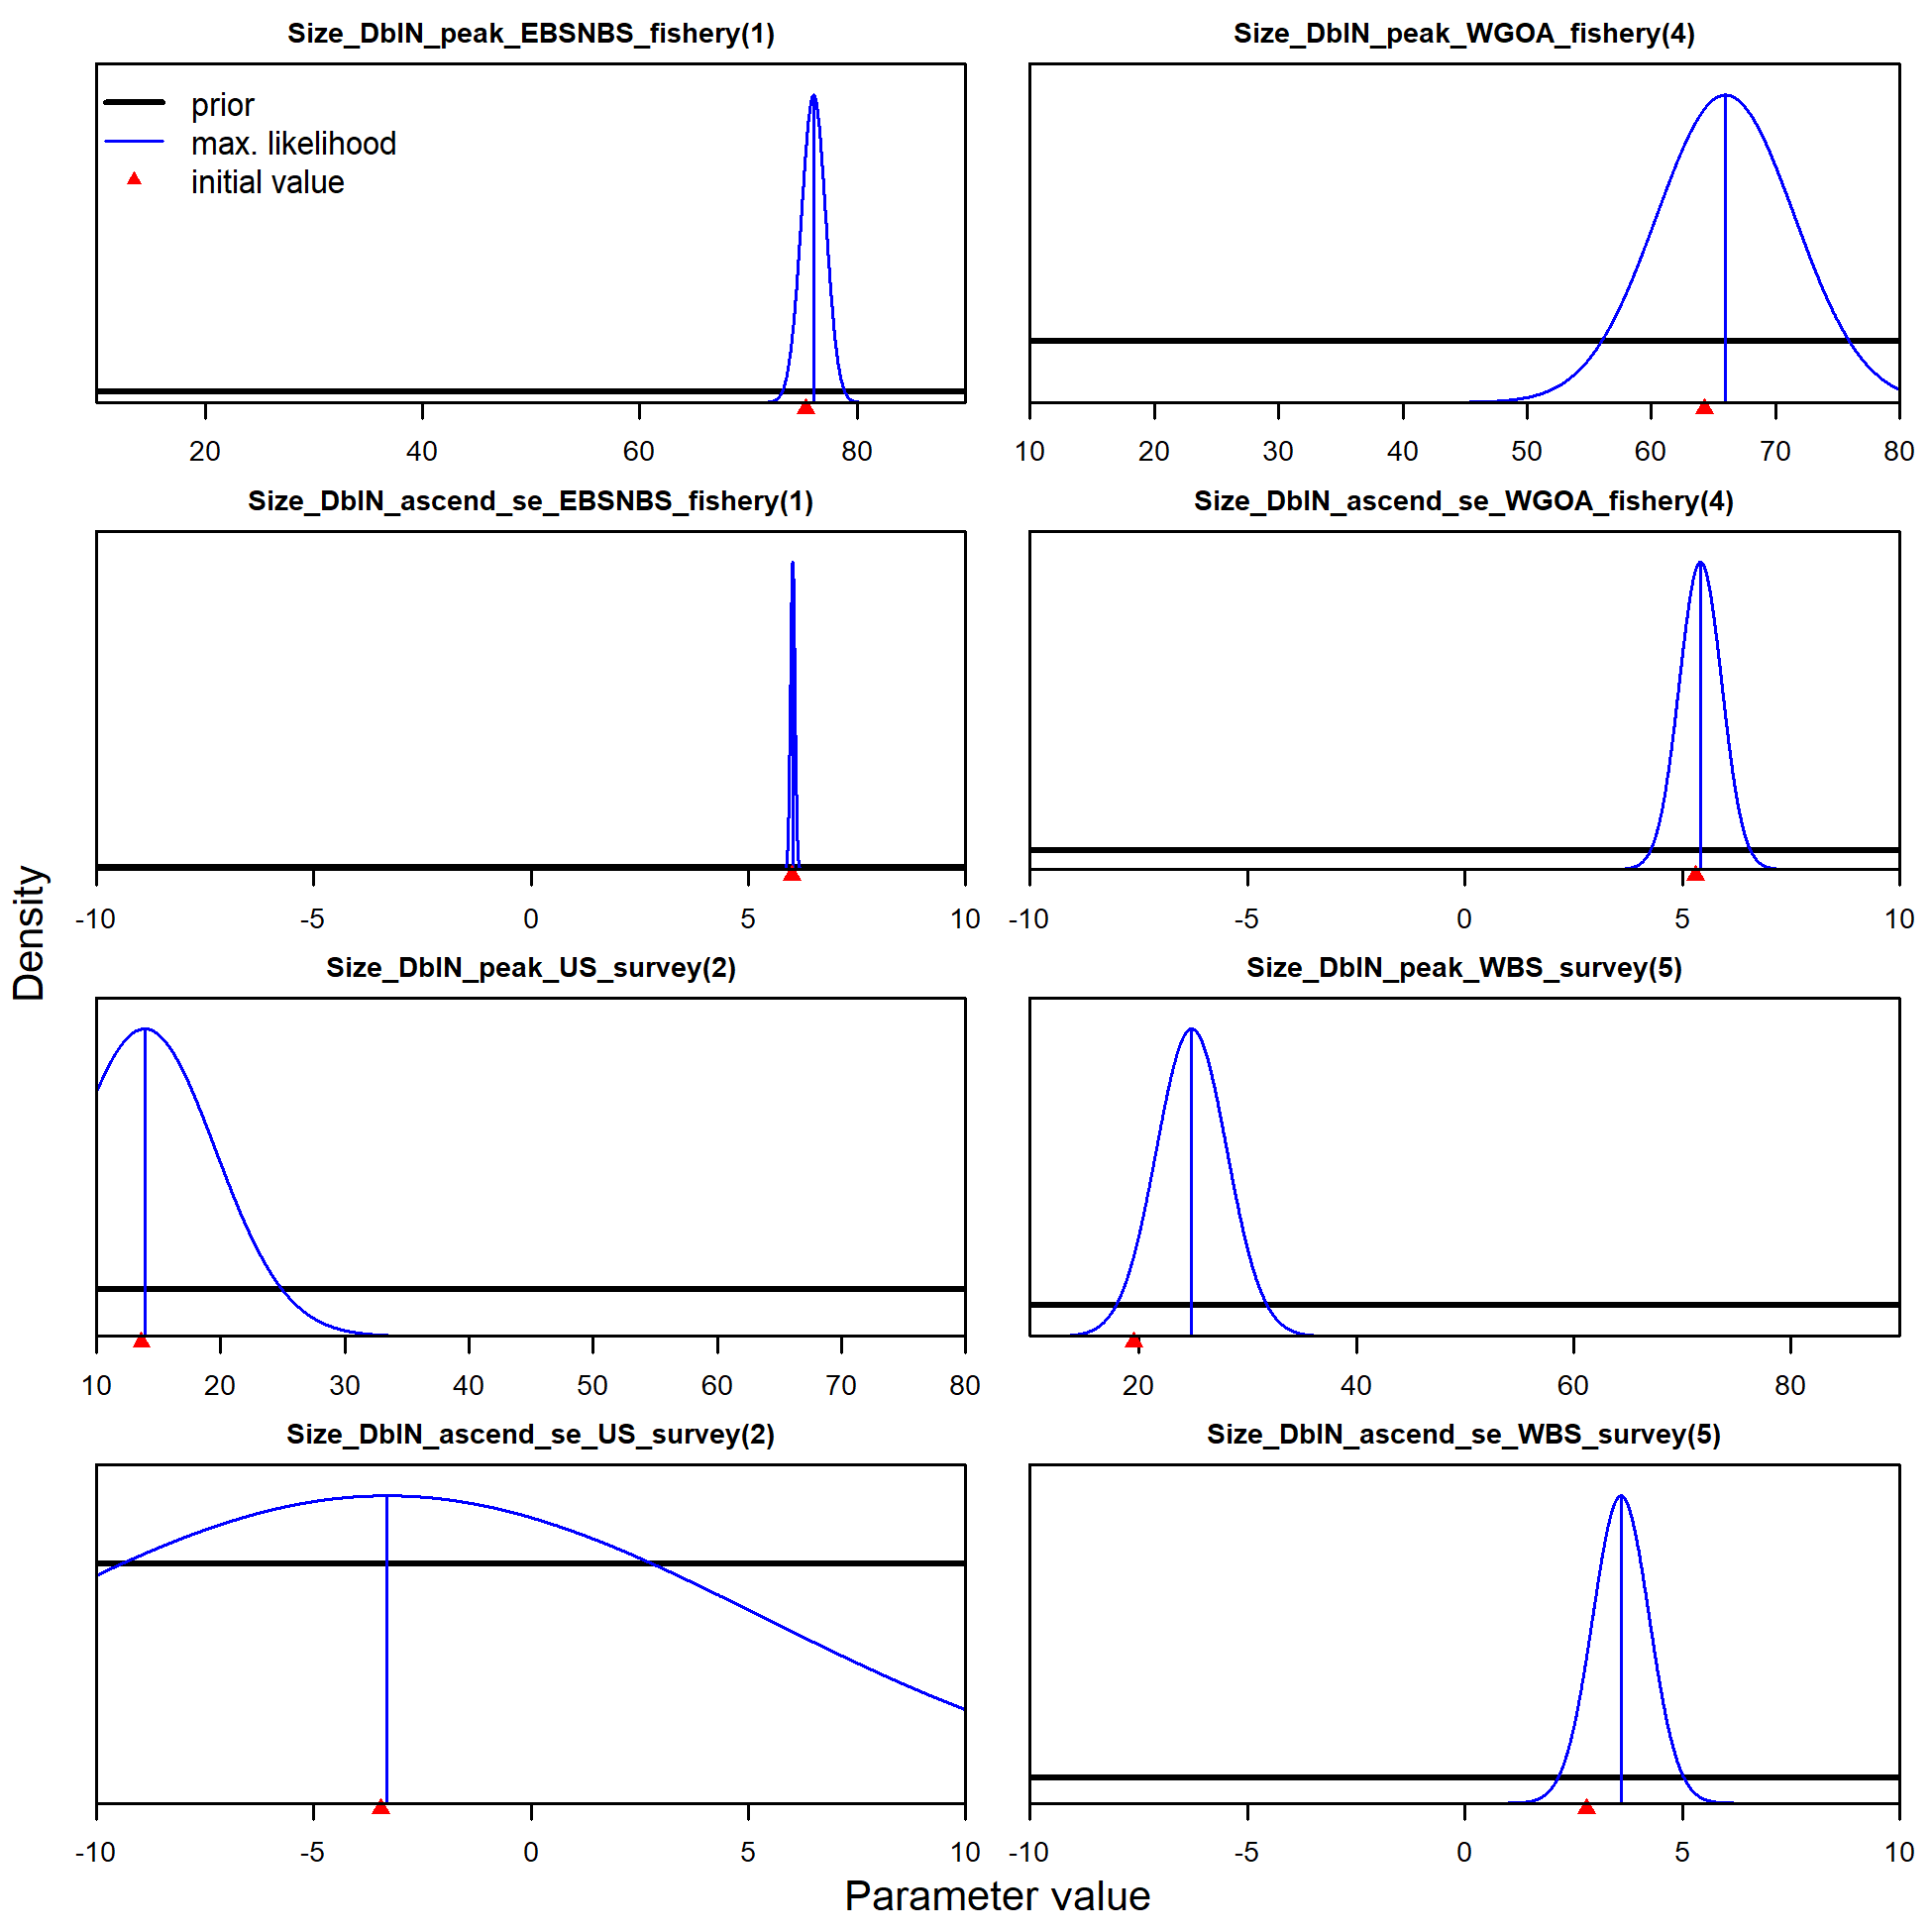 Size_DblN_peak_EBSNBS_fishery(1)
prior
max. likelihood
initial value
20 40 60 80
Size_DblN_peak_WGOA_fishery(4)
10 20 30 40 50 60 70 80
Size_DblN_ascend_se_EBSNBS_fishery(1)
-10 -5 0 5 10
Size_DblN_ascend_se_WGOA_fishery(4)
-10 -5 0 5 10
Density
Size_DblN_peak_US_survey(2)
10 20 30 40 50 60 70 80
Size_DblN_peak_WBS_survey(5)
20 40 60 80
Size_DblN_ascend_se_US_survey(2)
-10 -5 0 5 10
Size_DblN_ascend_se_WBS_survey(5)
-10 -5 0 5 10
Parameter value